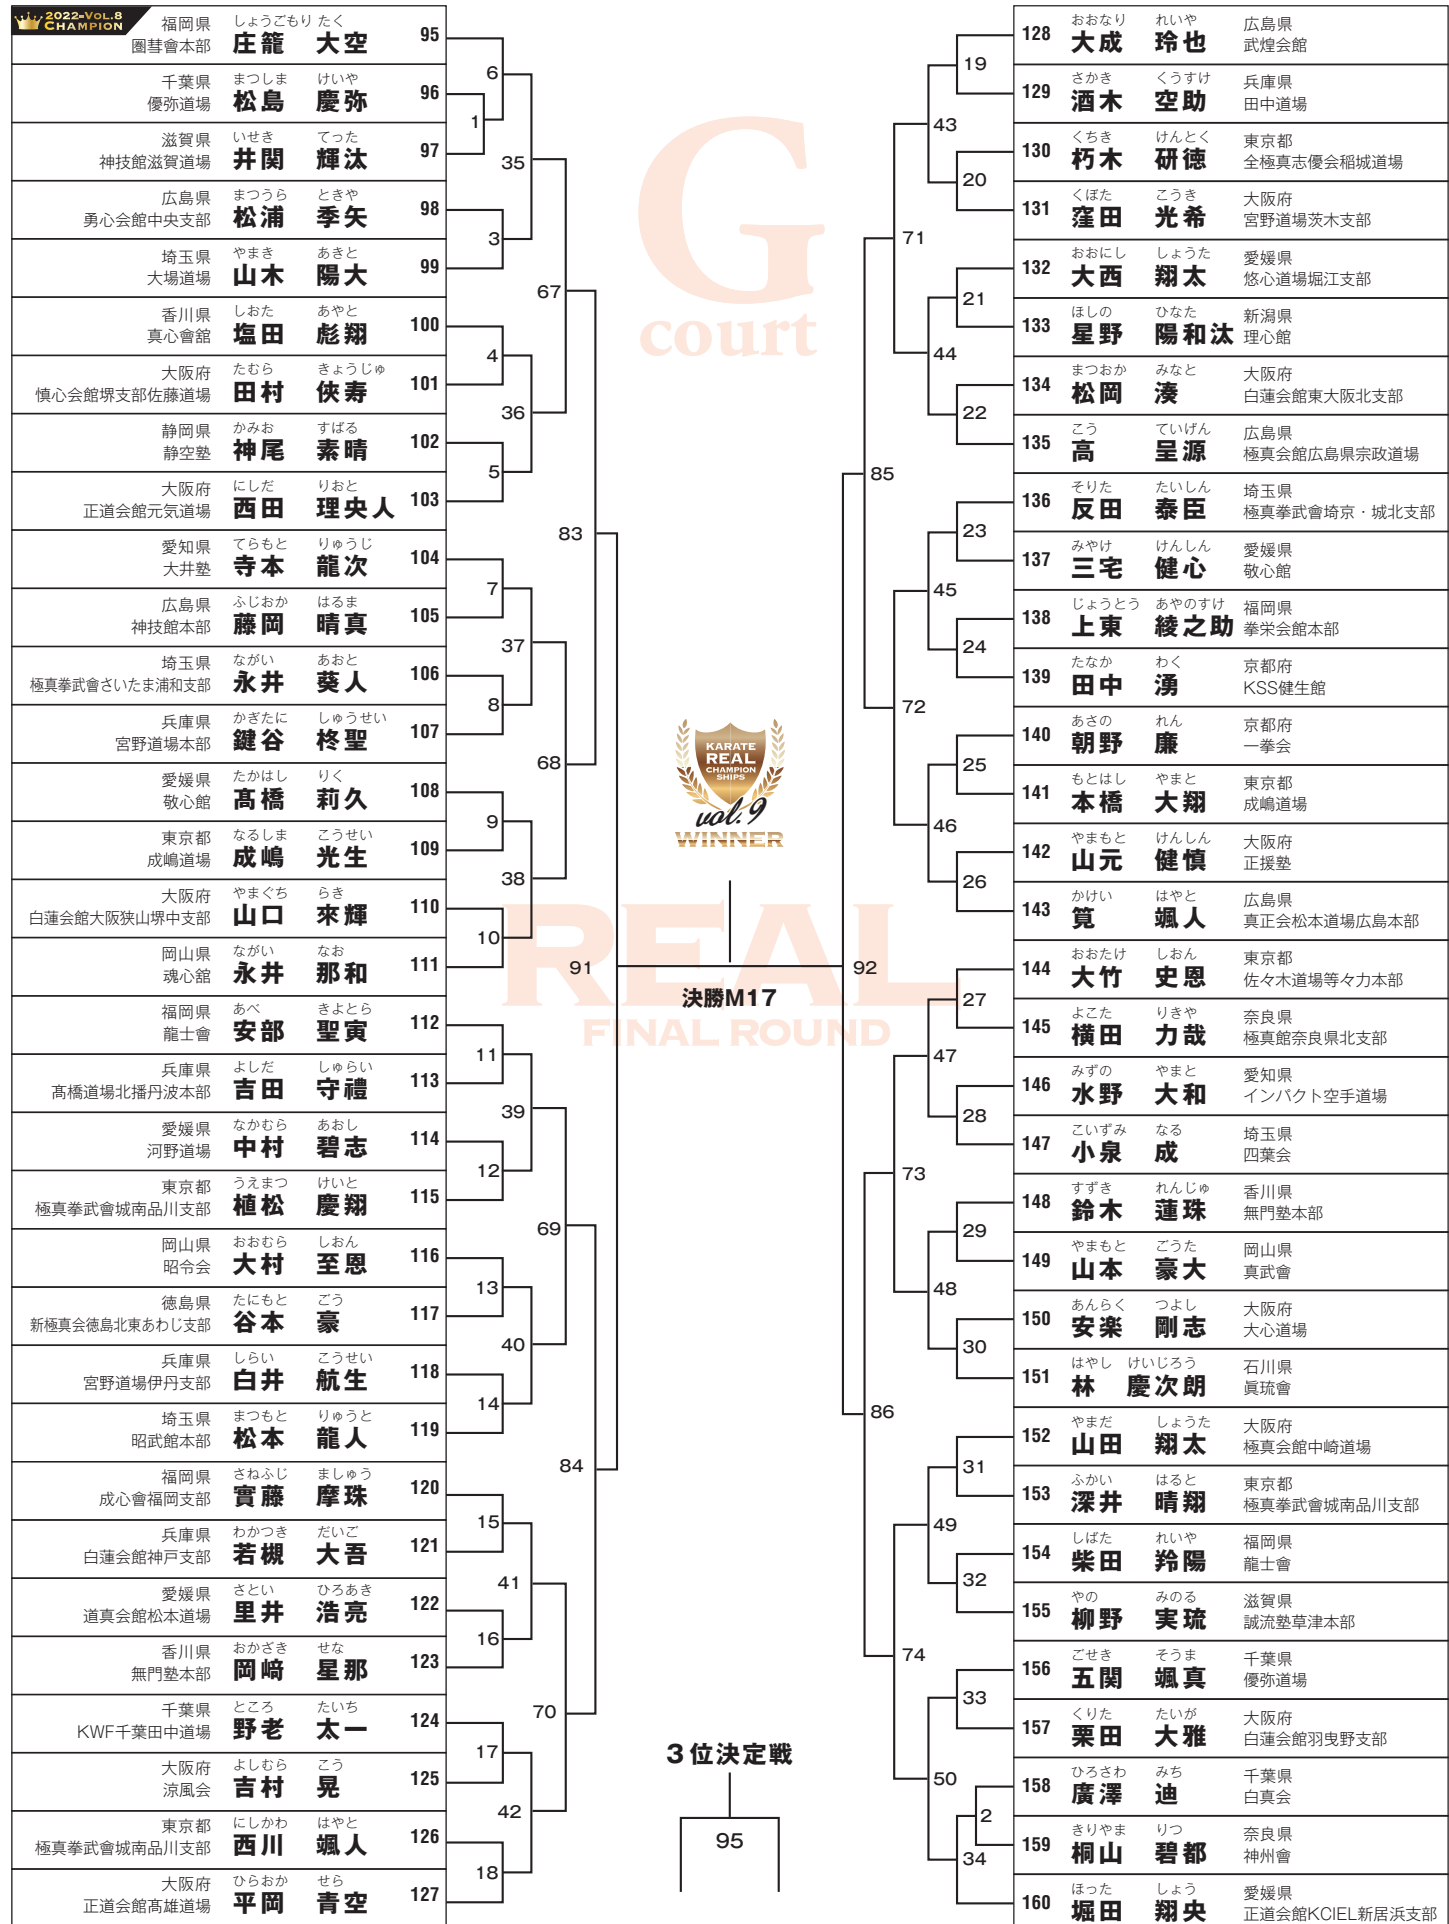 2022-VOL.8
CHAMPION
福岡県 しょうごもり たく
圏彗會本部 庄籠 大空 95
千葉県 まつしま けいや
優弥道場 松島 慶弥 96
滋賀県 いせき てった
神技館滋賀道場 井関 輝汰 97
広島県 まつうら ときや
勇心会館中央支部 松浦 季矢 98
埼玉県 やまき あきと
大場道場 山木 陽大 99
香川県 しおた あやと
真心會舘 塩田 彪翔 100
大阪府 たむら きょうじゅ
慎心会館堺支部佐藤道場 田村 俠寿 101
静岡県 かみお すばる
静空塾 神尾 素晴 102
大阪府 にしだ りおと
正道会館元気道場 西田 理央人 103
愛知県 てらもと りゅうじ
大井塾 寺本 龍次 104
広島県 ふじおか はるま
神技館本部 藤岡 晴真 105
埼玉県 ながい あおと
極真拳武會さいたま浦和支部 永井 葵人 106
兵庫県 かぎたに しゅうせい
宮野道場本部 鍵谷 柊聖 107
愛媛県 たかはし りく
敬心館 髙橋 莉久 108
東京都 なるしま こうせい
成嶋道場 成嶋 光生 109
大阪府 やまぐち らき
白蓮会館大阪狭山堺中支部 山口 來輝 110
岡山県 ながい なお
魂心舘 永井 那和 111
福岡県 あべ きよとら
龍士會 安部 聖寅 112
兵庫県 よしだ しゅらい
髙橋道場北播丹波本部 吉田 守禮 113
愛媛県 なかむら あおし
河野道場 中村 碧志 114
東京都 うえまつ けいと
極真拳武會城南品川支部 植松 慶翔 115
岡山県 おおむら しおん
昭令会 大村 至恩 116
徳島県 たにもと ごう
新極真会徳島北東あわじ支部 谷本 豪 117
兵庫県 しらい こうせい
宮野道場伊丹支部 白井 航生 118
埼玉県 まつもと りゅうと
昭武館本部 松本 龍人 119
福岡県 さねふじ ましゅう
成心會福岡支部 實藤 摩珠 120
兵庫県 わかつき だいご
白蓮会館神戸支部 若槻 大吾 121
愛媛県 さとい ひろあき
道真会館松本道場 里井 浩亮 122
香川県 おかざき せな
無門塾本部 岡﨑 星那 123
千葉県 ところ たいち
KWF千葉田中道場 野老 太一 124
大阪府 よしむら こう
涼風会 吉村 晃 125
東京都 にしかわ はやと
極真拳武會城南品川支部 西川 颯人 126
大阪府 ひらおか せら
正道会館髙雄道場 平岡 青空 127
6
1
35
3
67
4
36
5
83
7
37
8
68
9
38
10
91
11
39
12
69
13
40
14
84
15
41
16
70
17
42
18
G
court
KARATE
REAL
CHAMPION
SHIPS
vol.9
WINNER
REAL
FINAL ROUND
決勝M17
3位決定戦
95
19
43
20
71
21
44
22
85
23
45
24
72
25
46
26
92
27
47
28
73
29
48
30
86
31
49
32
74
33
50
2
34
おおなり れいや 広島県
128 大成 玲也 武煌会館
さかき くうすけ 兵庫県
129 酒木 空助 田中道場
くちき けんとく 東京都
130 朽木 研徳 全極真志優会稲城道場
くぼた こうき 大阪府
131 窪田 光希 宮野道場茨木支部
おおにし しょうた 愛媛県
132 大西 翔太 悠心道場堀江支部
ほしの ひなた 新潟県
133 星野 陽和汰 理心館
まつおか みなと 大阪府
134 松岡 湊 白蓮会館東大阪北支部
こう ていげん 広島県
135 高 呈源 極真会館広島県宗政道場
そりた たいしん 埼玉県
136 反田 泰臣 極真拳武會埼京・城北支部
みやけ けんしん 愛媛県
137 三宅 健心 敬心館
じょうとう あやのすけ 福岡県
138 上東 綾之助 拳栄会館本部
たなか わく 京都府
139 田中 湧 KSS健生館
あさの れん 京都府
140 朝野 廉 一拳会
もとはし やまと 東京都
141 本橋 大翔 成嶋道場
やまもと けんしん 大阪府
142 山元 健慎 正援塾
かけい はやと 広島県
143 筧 颯人 真正会松本道場広島本部
おおたけ しおん 東京都
144 大竹 史恩 佐々木道場等々力本部
よこた りきや 奈良県
145 横田 力哉 極真館奈良県北支部
みずの やまと 愛知県
146 水野 大和 インパクト空手道場
こいずみ なる 埼玉県
147 小泉 成 四葉会
すずき れんじゅ 香川県
148 鈴木 蓮珠 無門塾本部
やまもと ごうた 岡山県
149 山本 豪大 真武會
あんらく つよし 大阪府
150 安楽 剛志 大心道場
はやし けいじろう 石川県
151 林 慶次朗 眞琉會
やまだ しょうた 大阪府
152 山田 翔太 極真会館中崎道場
ふかい はると 東京都
153 深井 晴翔 極真拳武會城南品川支部
しばた れいや 福岡県
154 柴田 羚陽 龍士會
やの みのる 滋賀県
155 柳野 実琉 誠流塾草津本部
ごせき そうま 千葉県
156 五関 颯真 優弥道場
くりた たいが 大阪府
157 栗田 大雅 白蓮会館羽曳野支部
ひろさわ みち 千葉県
158 廣澤 迪 白真会
きりやま りつ 奈良県
159 桐山 碧都 神州會
ほった しょう 愛媛県
160 堀田 翔央 正道会館KCIEL新居浜支部